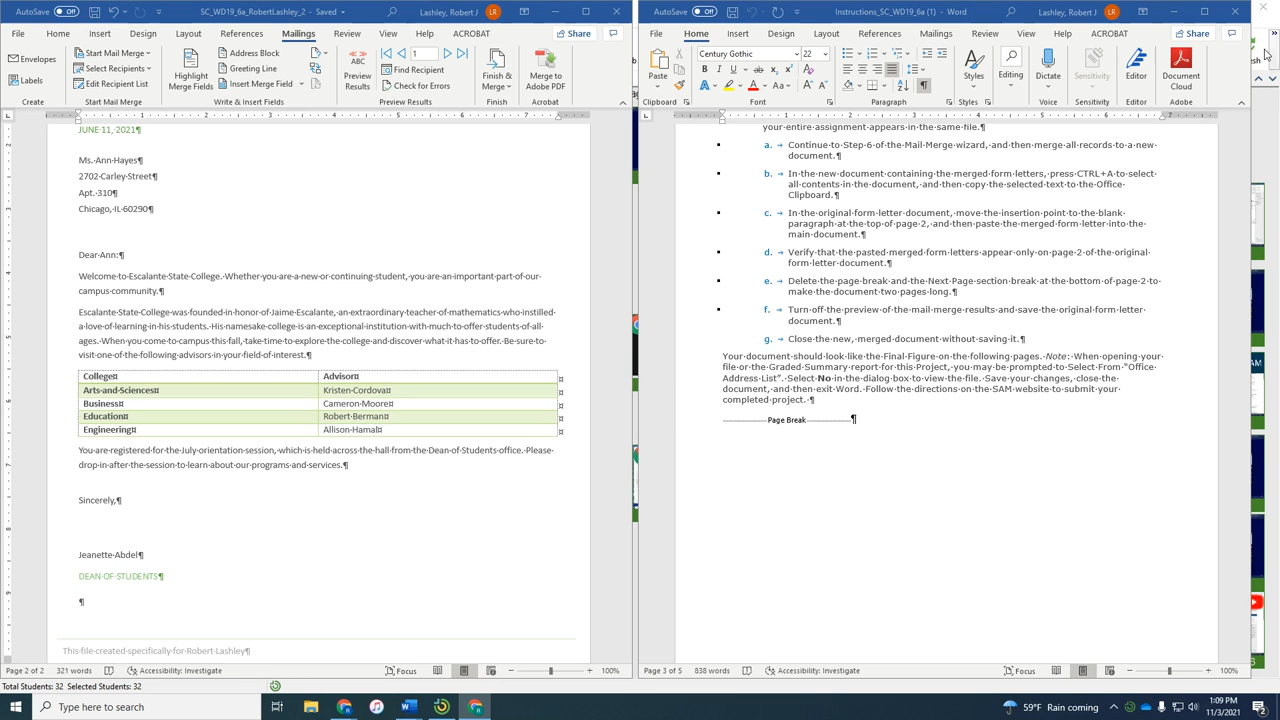 AutoSave Off SC_WD19_6a_RobertLashley_2 - Saved Lashley, Robert J RL
File Home Insert Design Layout References Mailings Review View Help ACROBAT Share
Envelopes
Labels
Create
Start Mail Merge
Select Recipients
Edit Recipient List
Start Mail Merge
Highlight Merge Fields
Address Block
Greeting Line
Insert Merge Field
Write & Insert Fields
Preview Results
1
Find Recipient
Check for Errors
Preview Results
Finish & Merge
Finish
Merge to Adobe PDF
Acrobat
JUNE·11,·2021¶
Ms.·Ann·Hayes¶
2702·Carley·Street¶
Apt.·310¶
Chicago,·IL·60290¶
Dear·Ann:¶
Welcome·to·Escalante·State·College.·Whether·you·are·a·new·or·continuing·student,·you·are·an·important·part·of·our·
campus·community.¶
Escalante·State·College·was·founded·in·honor·of·Jaime·Escalante,·an·extraordinary·teacher·of·mathematics·who·instilled·
a·love·of·learning·in·his·students.·His·namesake·college·is·an·exceptional·institution·with·much·to·offer·students·of·all·
ages.·When·you·come·to·campus·this·fall,·take·time·to·explore·the·college·and·discover·what·it·has·to·offer.·Be·sure·to·
visit·one·of·the·following·advisors·in·your·field·of·interest.¶
College¤ Advisor¤
Arts·and·Sciences¤ Kristen·Cordova¤
Business¤ Cameron·Moore¤
Education¤ Robert·Berman¤
Engineering¤ Allison·Hamal¤
You·are·registered·for·the·July·orientation·session,·which·is·held·across·the·hall·from·the·Dean·of·Students·office.·Please·
drop·in·after·the·session·to·learn·about·our·programs·and·services.¶
Sincerely,¶
Jeanette·Abdel¶
DEAN·OF·STUDENTS¶
¶
This·file·created·specifically·for·Robert·Lashley¶
Page 2 of 2 321 words Accessibility: Investigate Focus 100%
Total Students: 32 Selected Students: 32
AutoSave Off Instructions_SC_WD19_6a (1) - Word Lashley, Robert J RL
File Home Insert Design Layout References Mailings Review View Help ACROBAT Share
Paste
Clipboard
Century Gothic 22
Font
Paragraph
Styles
Styles
Editing
Dictate
Voice
Sensitivity
Sensitivity
Editor
Editor
Document Cloud
Adobe
your·entire·assignment·appears·in·the·same·file.¶
a. Continue·to·Step·6·of·the·Mail·Merge·wizard,·and·then·merge·all·records·to·a·new·
document.¶
b. In·the·new·document·containing·the·merged·form·letters,·press·CTRL+A·to·select·
all·contents·in·the·document,·and·then·copy·the·selected·text·to·the·Office·
Clipboard.¶
c. In·the·original·form·letter·document,·move·the·insertion·point·to·the·blank·
paragraph·at·the·top·of·page·2,·and·then·paste·the·merged·form·letter·into·the·
main·document.¶
d. Verify·that·the·pasted·merged·form·letters·appear·only·on·page·2·of·the·original·
form·letter·document.¶
e. Delete·the·page·break·and·the·Next·Page·section·break·at·the·bottom·of·page·2·to·
make·the·document·two·pages·long.¶
f. Turn·off·the·preview·of·the·mail·merge·results·and·save·the·original·form·letter·
document.¶
g. Close·the·new,·merged·document·without·saving·it.¶
Your·document·should·look·like·the·Final·Figure·on·the·following·pages.·Note:·When·opening·your·
file·or·the·Graded·Summary·report·for·this·Project,·you·may·be·prompted·to·Select·From·"Office·
Address·List".·Select·No·in·the·dialog·box·to·view·the·file.·Save·your·changes,·close·the·
document,·and·then·exit·Word.·Follow·the·directions·on·the·SAM·website·to·submit·your·
completed·project.·¶
Page Break ¶
Page 3 of 5 838 words Accessibility: Investigate Focus 100%
Type here to search
59°F Raining coming
1:09 PM
11/3/2021